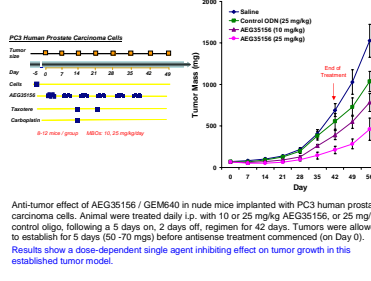 PC3 Human Prostate Carcinoma Cells
Tumor
size
Day -5 0 7 14 21 28 35 42 49
Cells
AEG35156
Taxotere
Carboplatin
8-12 mice / group MBOs: 10, 25 mg/kg/day
2000
1500
1000
500
0
Tumor Mass (mg)
Saline
Control ODN (25 mg/kg)
AEG35156 (10 mg/kg)
AEG35156 (25 mg/kg)
End of
Treatment
0 7 14 21 28 35 42 49 56
Day
Anti-tumor effect of AEG35156 / GEM640 in nude mice implanted with PC3 human prosta
carcinoma cells. Animal were treated daily i.p. with 10 or 25 mg/kg AEG35156, or 25 mg/
control oligo, following a 5 days on, 2 days off, regimen for 42 days. Tumors were allow
to establish for 5 days (50 -70 mgs) before antisense treatment commenced (on Day 0).
Results show a dose-dependent single agent inhibiting effect on tumor growth in this
established tumor model.